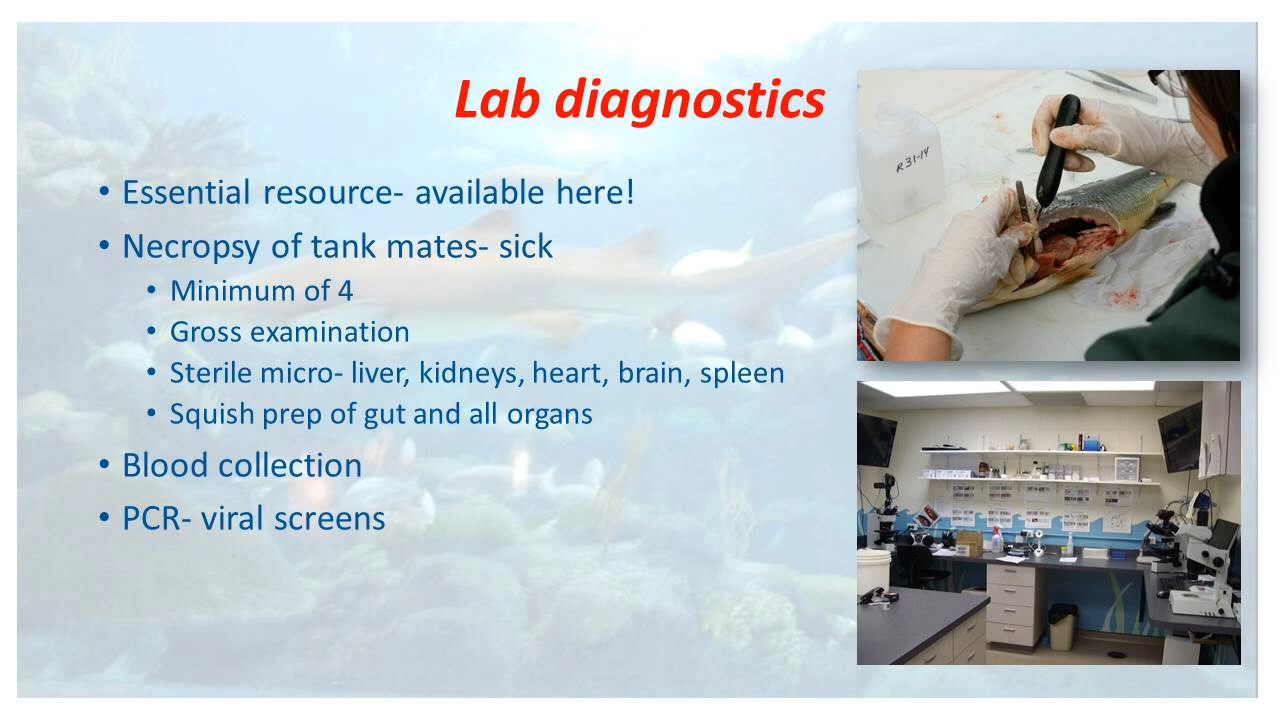 Lab diagnostics
• Essential resource- available here!
• Necropsy of tank mates- sick
• Minimum of 4
• Gross examination
• Sterile micro- liver, kidneys, heart, brain, spleen
• Squish prep of gut and all organs
• Blood collection
• PCR- viral screens
R31-14